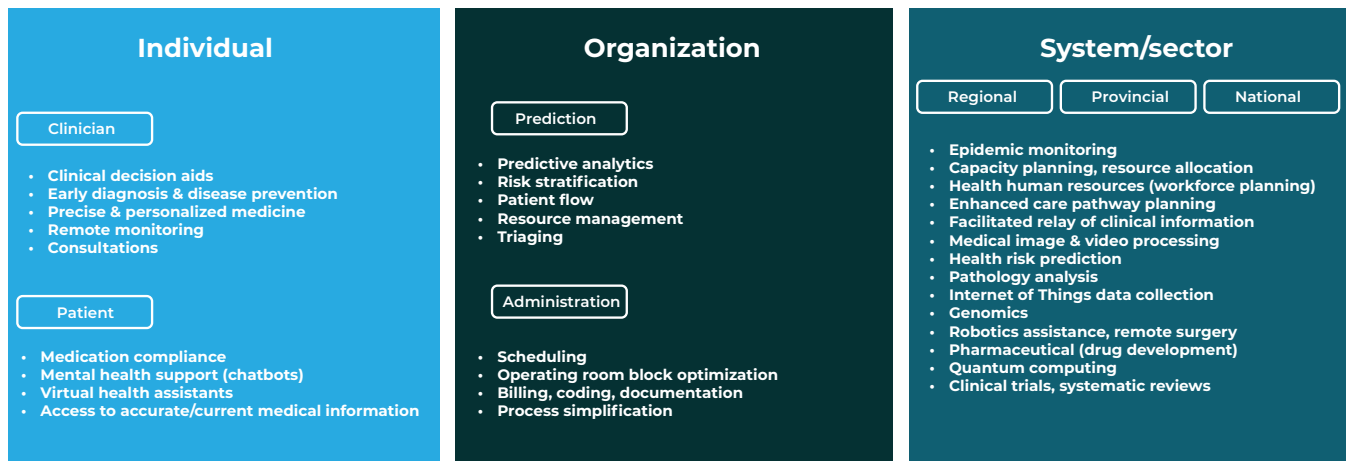 Individual
Clinician
• Clinical decision aids
• Early diagnosis & disease prevention
• Precise & personalized medicine
• Remote monitoring
• Consultations
Patient
• Medication compliance
• Mental health support (chatbots)
• Virtual health assistants
• Access to accurate/current medical information
Organization
Prediction
• Predictive analytics
• Risk stratification
• Patient flow
• Resource management
• Triaging
Administration
• Scheduling
• Operating room block optimization
• Billing, coding, documentation
• Process simplification
System/sector
Regional Provincial National
• Epidemic monitoring
• Capacity planning, resource allocation
• Health human resources (workforce planning)
• Enhanced care pathway planning
• Facilitated relay of clinical information
• Medical image & video processing
• Health risk prediction
• Pathology analysis
• Internet of Things data collection
• Genomics
• Robotics assistance, remote surgery
• Pharmaceutical (drug development)
• Quantum computing
• Clinical trials, systematic reviews